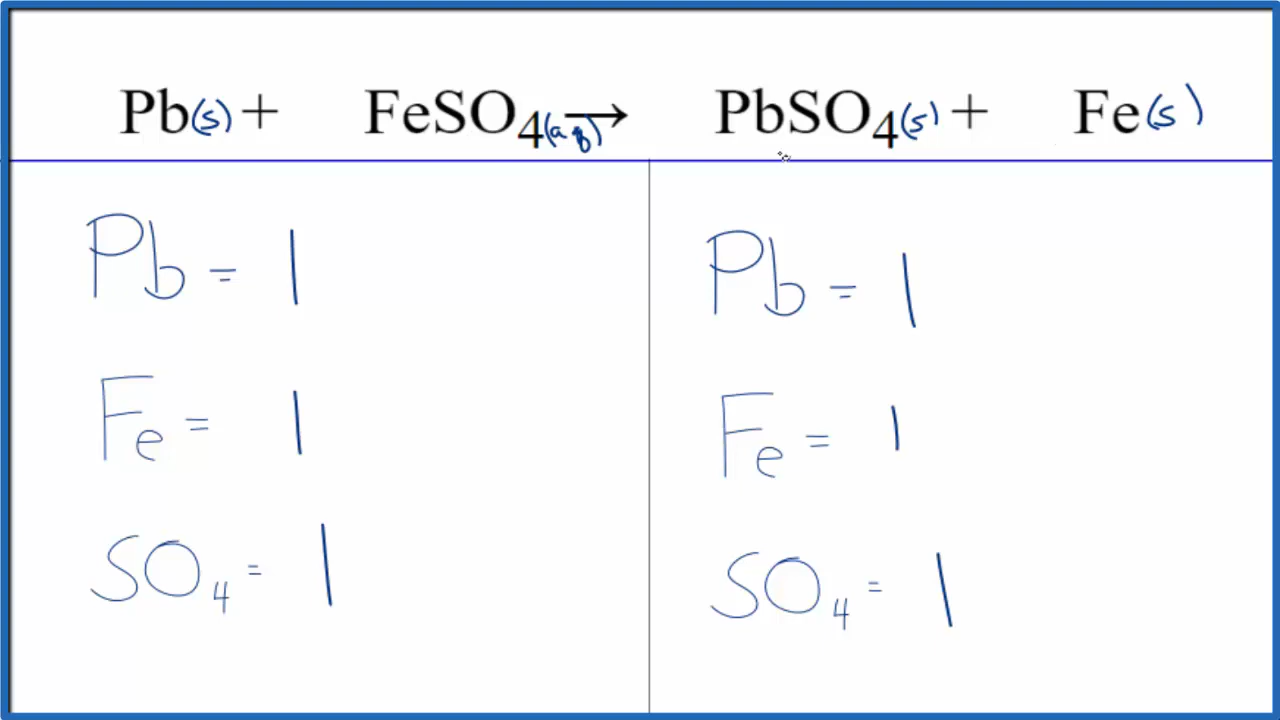 Pb(s) + FeSO₄(aq) → PbSO₄(s) + Fe(s)
Pb = 1
Fe = 1
SO₄ = 1
Pb = 1
Fe = 1
SO₄ = 1